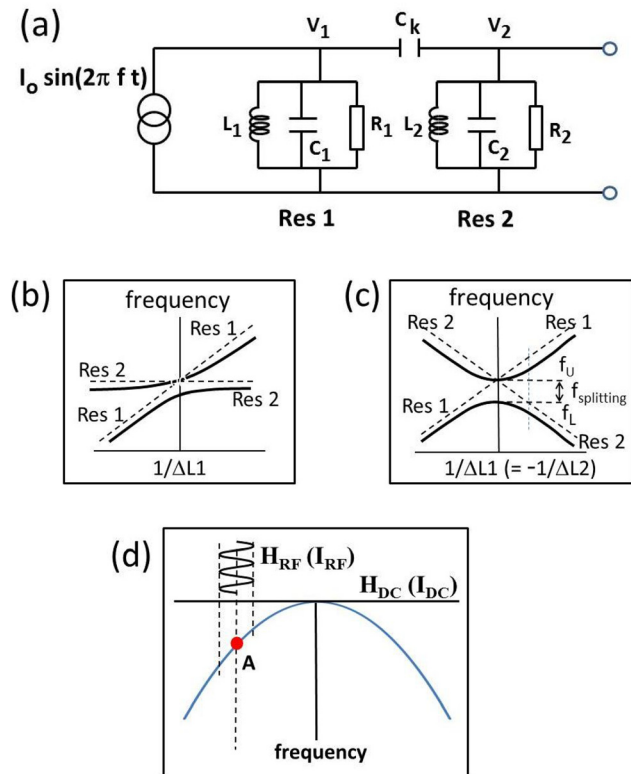 (a)
V1
Ck
V2
Io sin(2π f t)
L1
C1
R1
L2
C2
R2
Res 1
Res 2
(b)
frequency
Res 1
Res 2
Res 1
Res 2
1/ΔL1
(c)
frequency
Res 2
Res 1
fU
fsplitting
Res 1
fL
Res 2
1/ΔL1 (= −1/ΔL2)
(d)
HRF (IRF)
HDC (IDC)
A
frequency